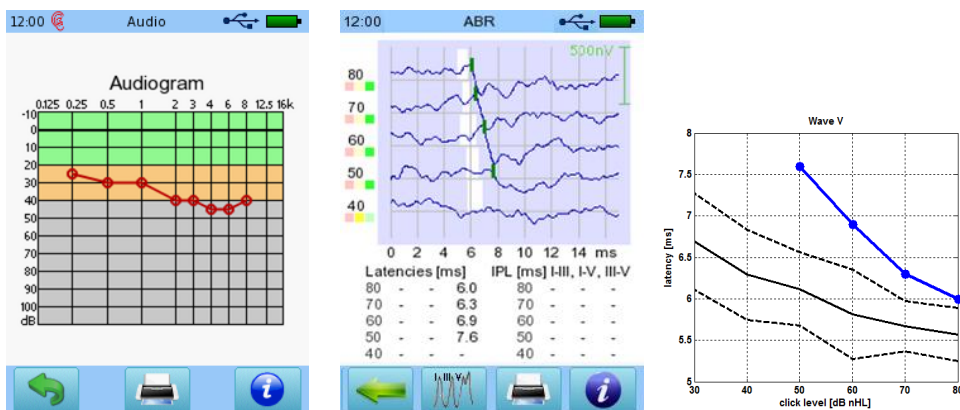 12:00 Audio
Audiogram
0.125 0.25 0.5 1 2 3 4 6 8 12.5 16k
-10
0
10
20
30
40
50
60
70
80
90
100
dB
12:00 ABR
500nV
80
70
60
50
40
0 2 4 6 8 10 12 14 ms
Latencies [ms] IPL [ms] I-III, I-V, III-V
80 - - 6.0 80 - - -
70 - - 6.3 70 - - -
60 - - 6.9 60 - - -
50 - - 7.6 50 - - -
40 - - - 40 - - -
I III V
i
i
Wave V
latency [ms]
8
7.5
7
6.5
6
5.5
5
30 40 50 60 70 80
click level [dB nHL]